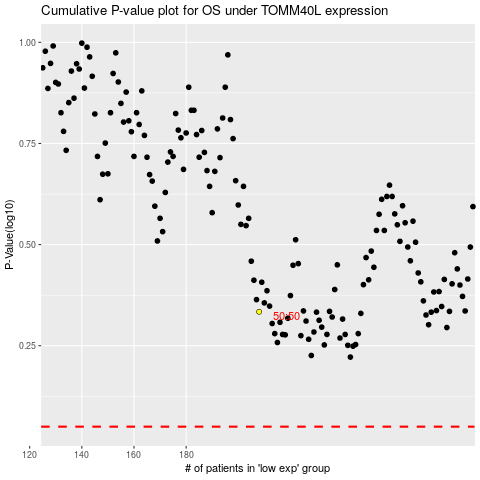 Cumulative P-value plot for OS under TOMM40L expression
P-Value(log10)
1.00
0.75
0.50
0.25
50:50
120 140 160 180
# of patients in 'low exp' group